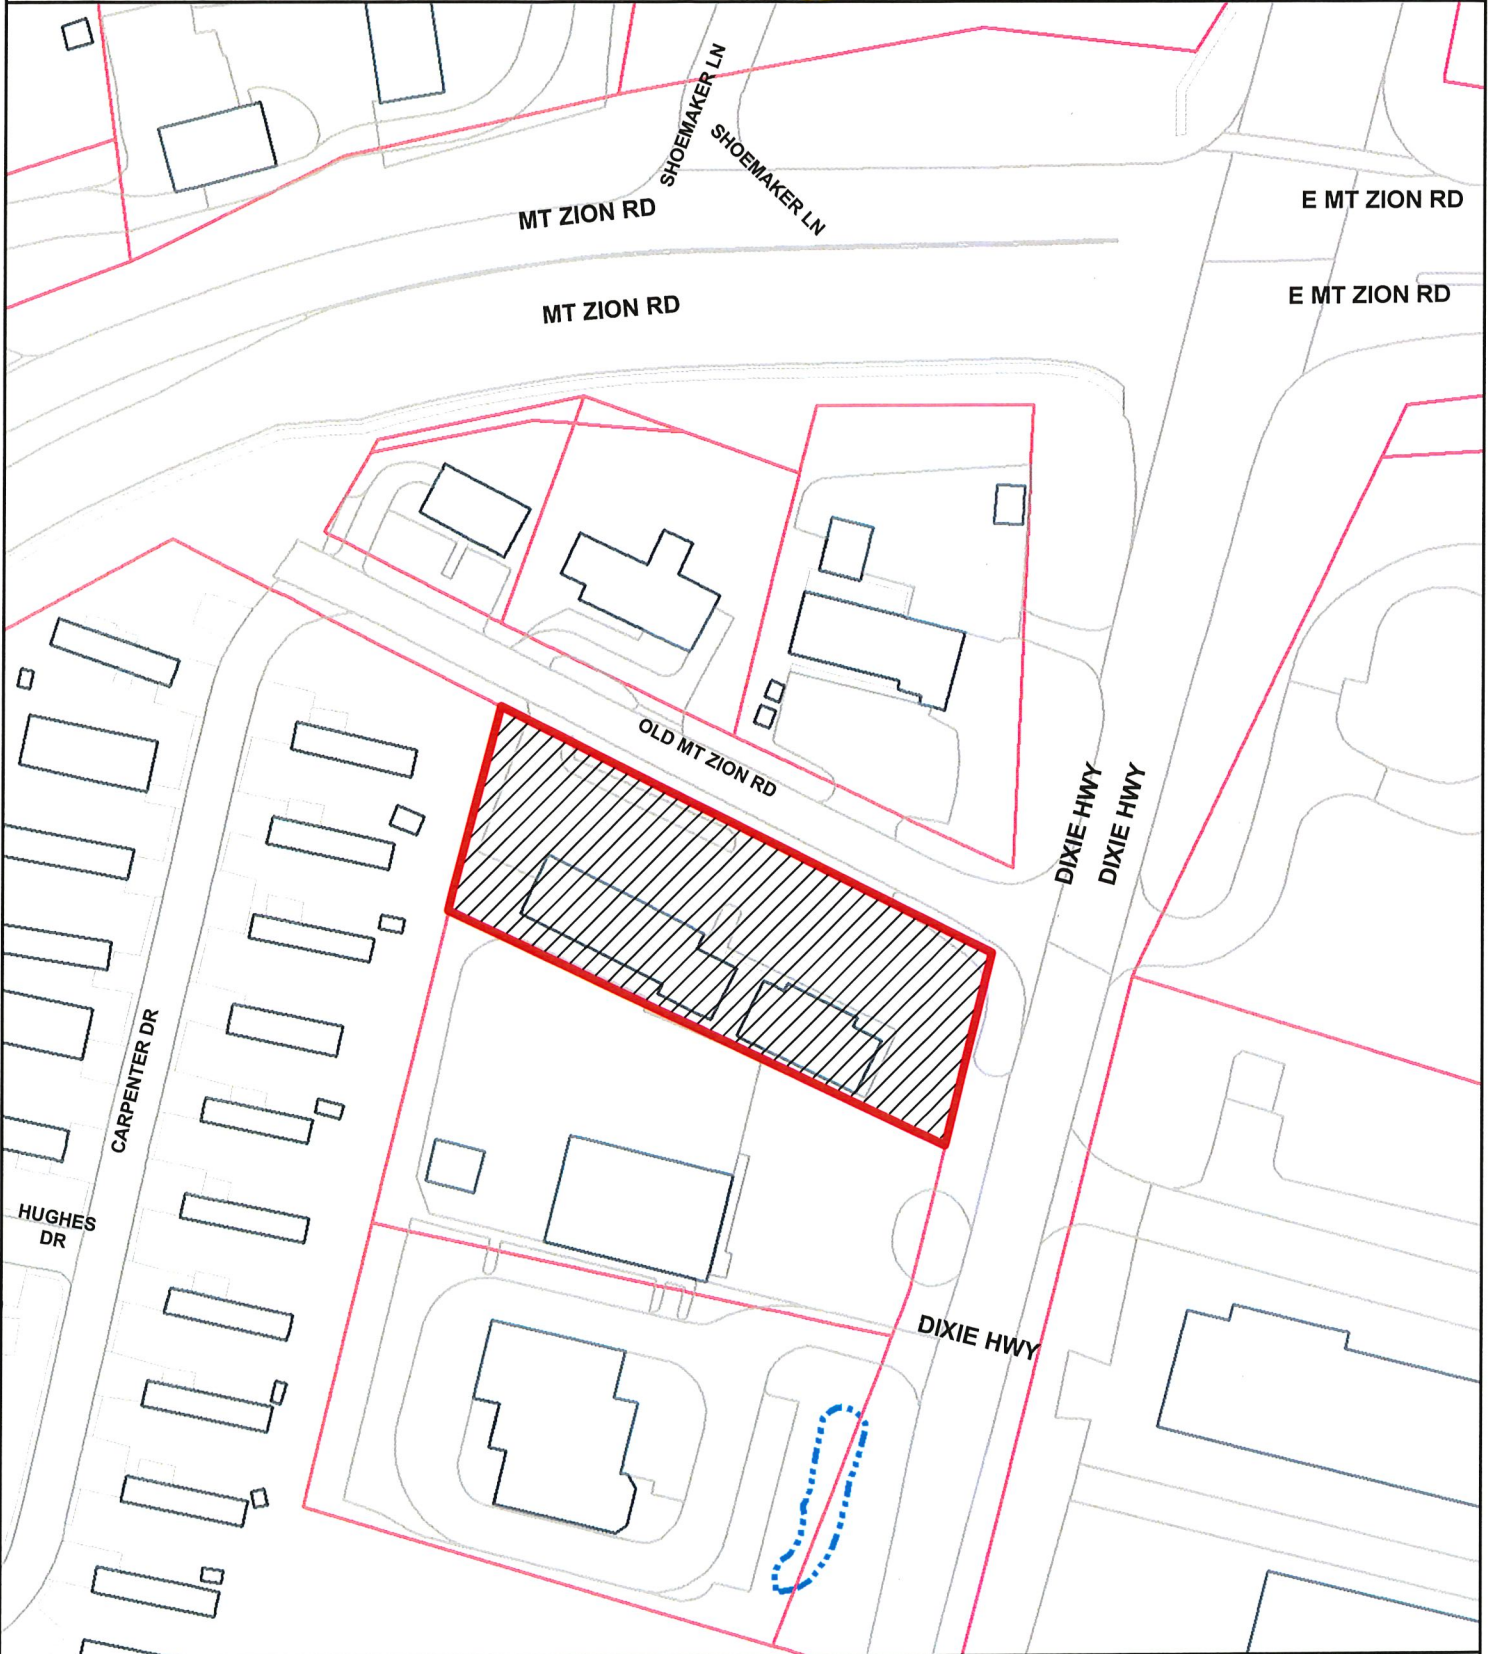 SHOEMAKER LN
SHOEMAKER LN
MT ZION RD
E MT ZION RD
MT ZION RD
E MT ZION RD
OLD MT ZION RD
DIXIE HWY
DIXIE HWY
CARPENTER DR
HUGHES
DR
DIXIE HWY